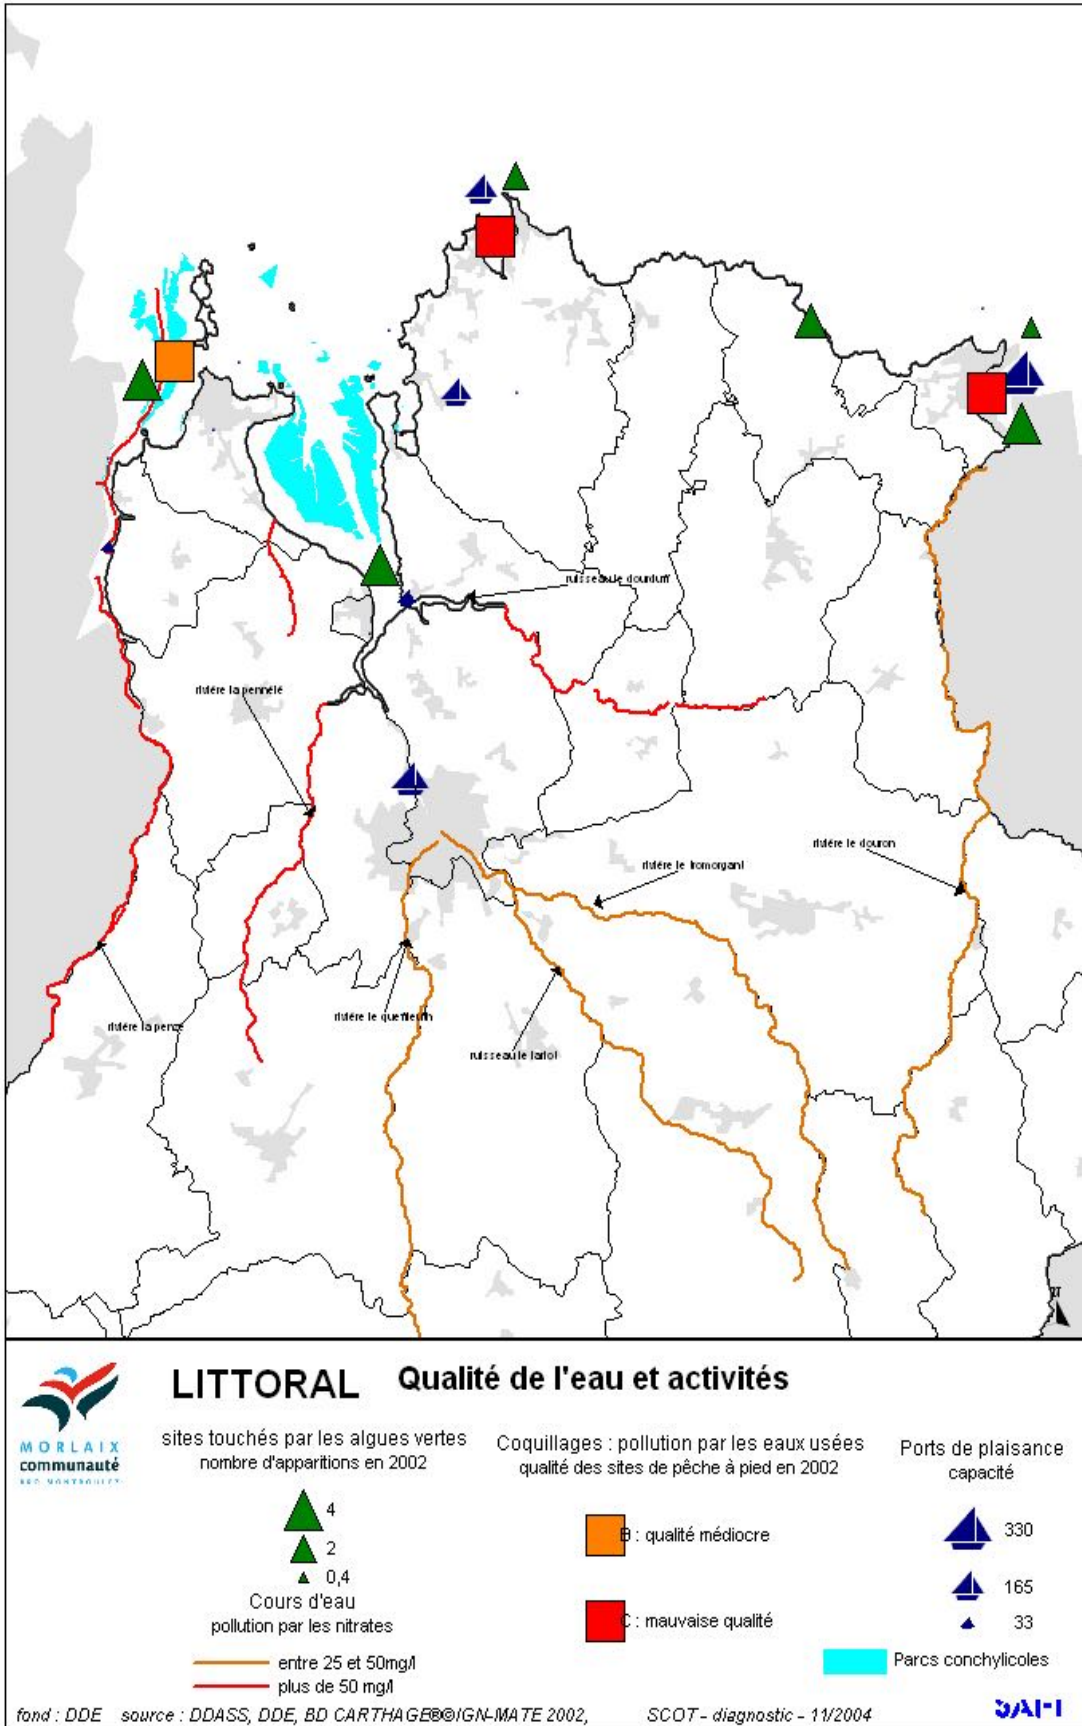 ruisseau le dourduff
rivière la pennelé
rivière le douron
rivière le tromorgant
rivière la penzé
rivière le queffleuth
ruisseau le jarlot
N
MORLAIX
communauté
BRO MONTROULEZ
LITTORAL
Qualité de l'eau et activités
sites touchés par les algues vertes
nombre d'apparitions en 2002
4
2
0,4
Cours d'eau
pollution par les nitrates
entre 25 et 50mg/l
plus de 50 mg/l
Coquillages : pollution par les eaux usées
qualité des sites de pêche à pied en 2002
B : qualité médiocre
C : mauvaise qualité
Ports de plaisance
capacité
330
165
33
Parcs conchylicoles
fond : DDE source : DDASS, DDE, BD CARTHAGE®©IGN-MATE 2002, SCOT - diagnostic - 11/2004